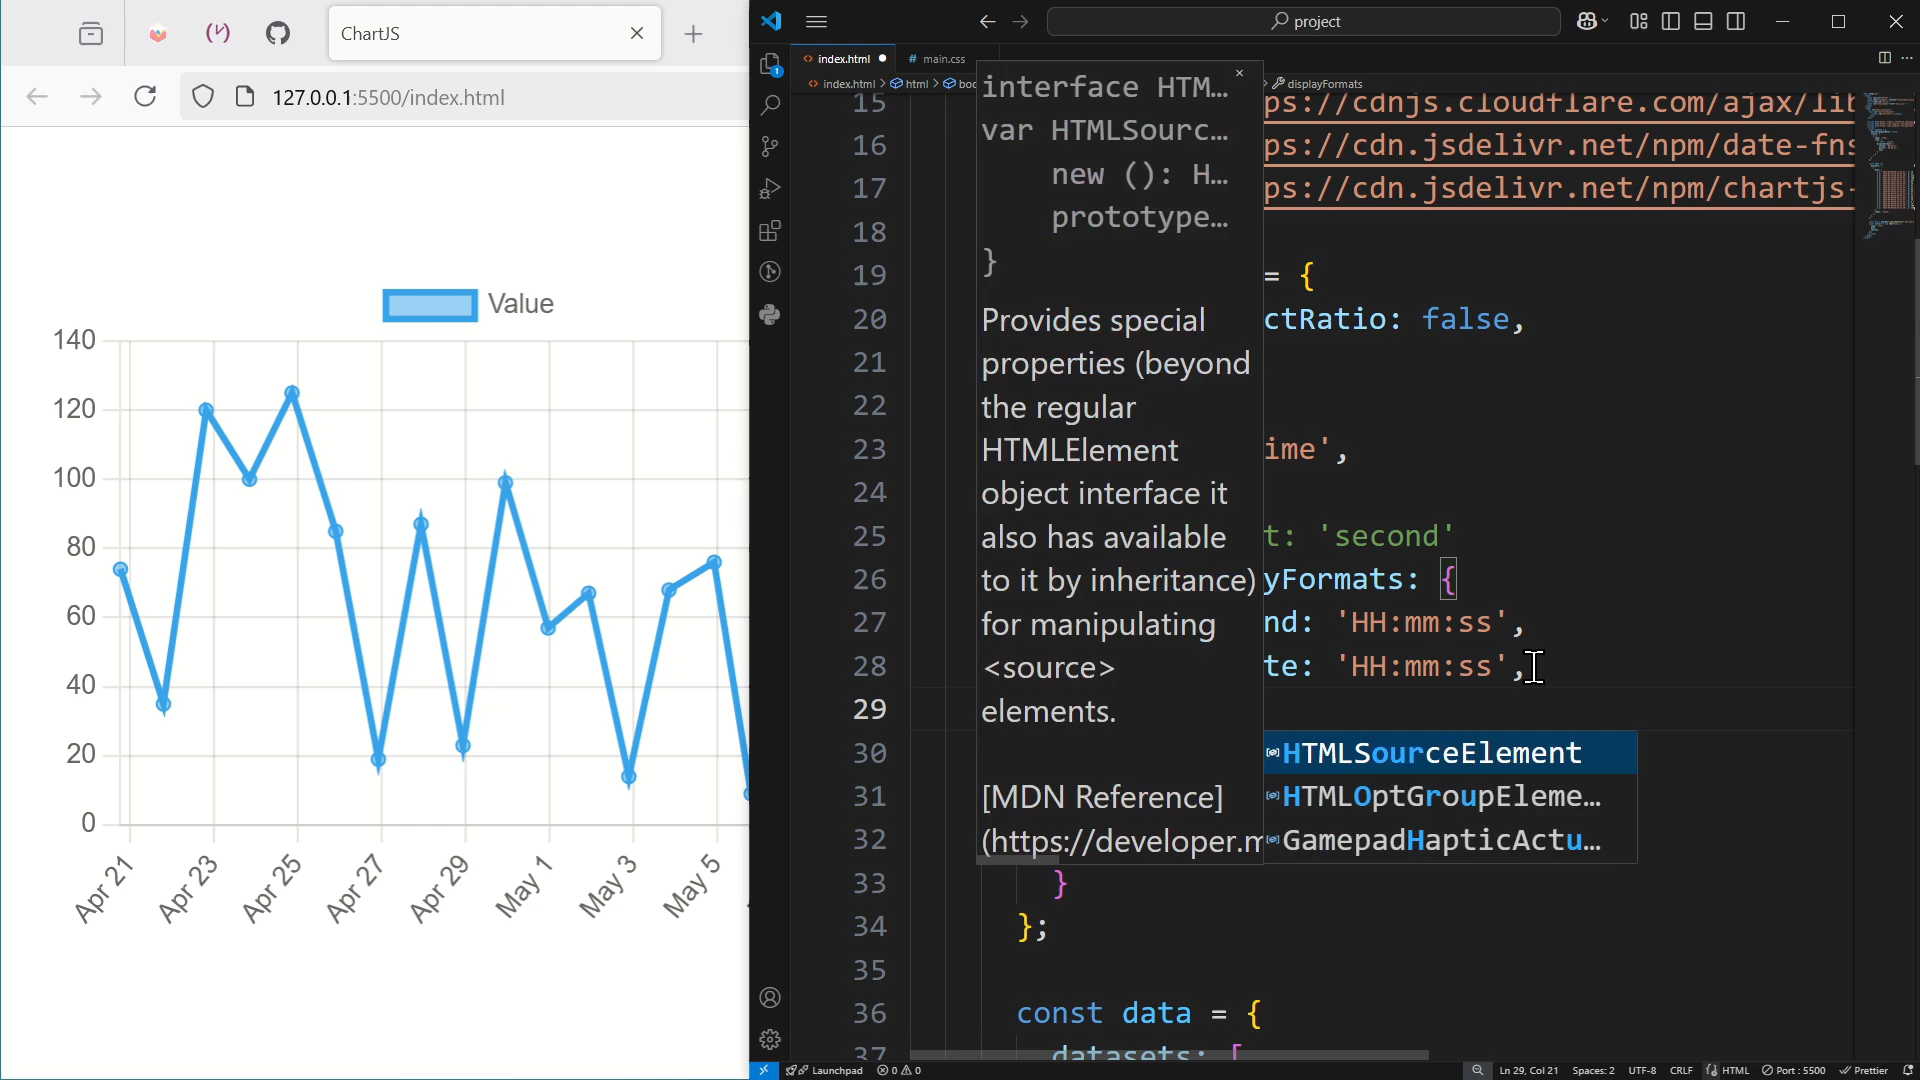 ChartJS
127.0.0.1:5500/index.html
Value
140
120
100
80
60
40
20
0
Apr 21
Apr 23
Apr 25
Apr 27
Apr 29
May 1
May 3
May 5
project
index.html
# main.css
index.html > html > boc
> displayFormats
interface HTM…
var HTMLSourc…
new (): H…
prototype…
}
Provides special
properties (beyond
the regular
HTMLElement
object interface it
also has available
to it by inheritance)
for manipulating
<source>
elements.
[MDN Reference]
(https://developer.m
15 ps://cdnjs.cloudflare.com/ajax/lib
16 ps://cdn.jsdelivr.net/npm/date-fns
17 ps://cdn.jsdelivr.net/npm/chartjs-
18
19 = {
20 ctRatio: false,
21
22
23 ime',
24
25 t: 'second'
26 yFormats: {
27 nd: 'HH:mm:ss',
28 te: 'HH:mm:ss',
29
30
31
32
33 }
34 };
35
36 const data = {
37 datasets: [
HTMLSourceElement
HTMLOptGroupEleme…
GamepadHapticActu…
1
Launchpad
0 0
Ln 29, Col 21
Spaces: 2
UTF-8
CRLF
HTML
Port : 5500
Prettier